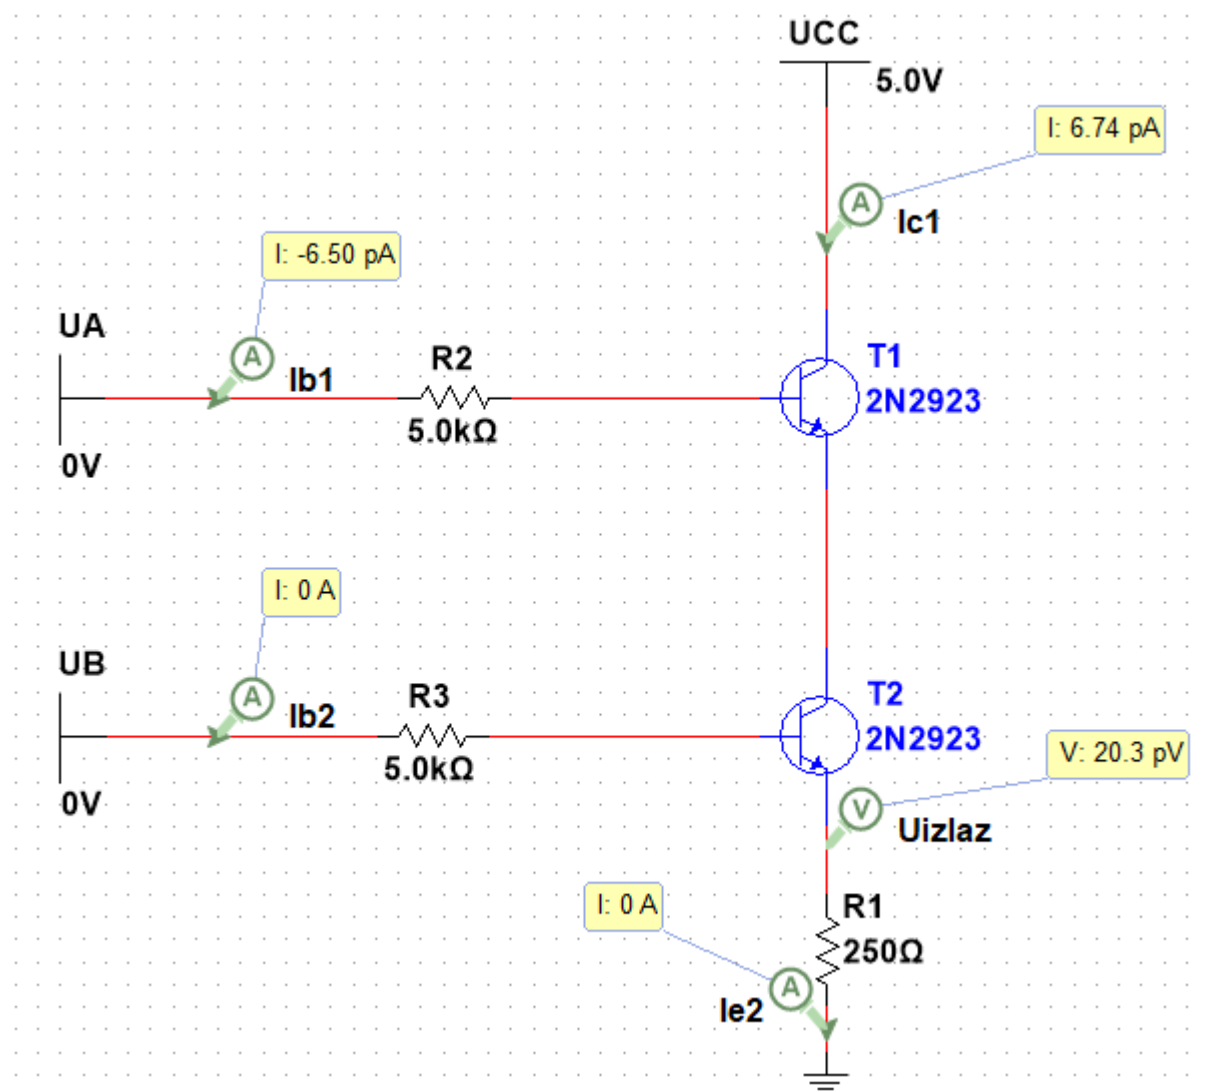 UCC
5.0V
I: 6.74 pA
A
Ic1
I: -6.50 pA
UA
A
Ib1
R2
5.0kΩ
T1
2N2923
0V
I: 0 A
UB
A
Ib2
R3
5.0kΩ
T2
2N2923
0V
V: 20.3 pV
V
Uizlaz
I: 0 A
R1
250Ω
A
Ie2